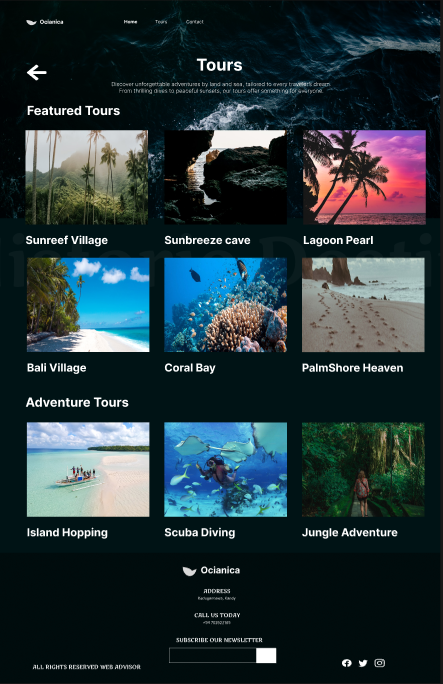 Ocianica
Home Tours Contact
Tours
Discover unforgettable adventures by land and sea, tailored to every traveler's dream.
From thrilling dives to peaceful sunsets, our tours offer something for everyone.
Featured Tours
Sunreef Village Sunbreeze cave Lagoon Pearl
Bali Village Coral Bay PalmShore Heaven
Adventure Tours
Island Hopping Scuba Diving Jungle Adventure
Ocianica
ADDRESS
Kandy
CALL US TODAY
SUBSCRIBE OUR NEWSLETTER
ALL RIGHTS RESERVED WEB ADVISOR